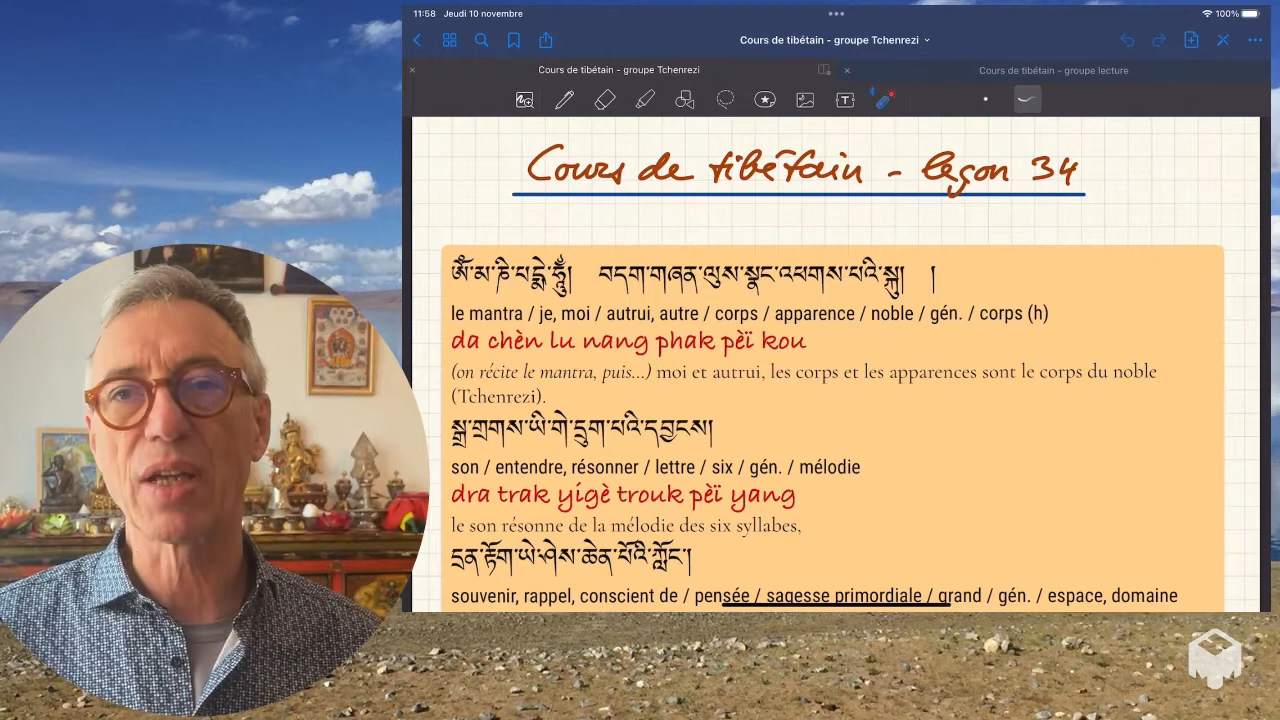 11:58 Jeudi 10 novembre
100%
Cours de tibétain - groupe Tchenrezi
Cours de tibétain - groupe Tchenrezi
Cours de tibétain - groupe lecture
Cours de tibétain - leçon 34
ༀ་མ་ཎི་པདྨེ་ཧཱུྃ། བདག་གཞན་ལུས་སྣང་འཕགས་པའི་སྐུ། །
le mantra / je, moi / autrui, autre / corps / apparence / noble / gén. / corps (h)
da chèn lu nang phak pèï kou
(on récite le mantra, puis...) moi et autrui, les corps et les apparences sont le corps du noble
(Tchenrezi).
སྒྲ་གྲགས་ཡི་གེ་དྲུག་པའི་དབྱངས།
son / entendre, résonner / lettre / six / gén. / mélodie
dra trak yígè trouk pèï yang
le son résonne de la mélodie des six syllabes,
དྲན་རྟོག་ཡེ་ཤེས་ཆེན་པོའི་ཀློང་།
souvenir, rappel, conscient de / pensée / sagesse primordiale / grand / gén. / espace, domaine